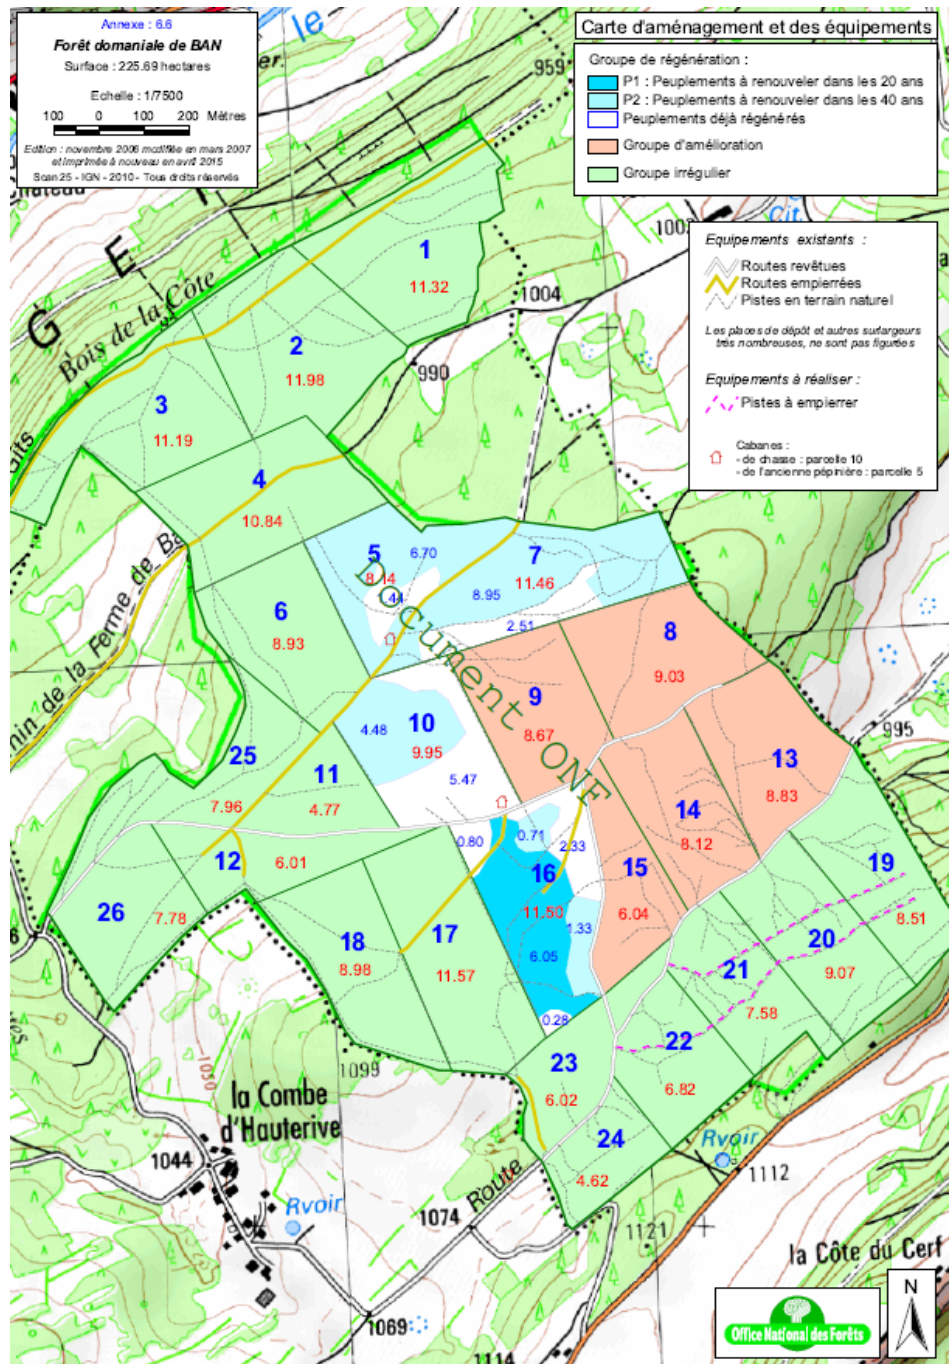 Annexe : 6.6
Forêt domaniale de BAN
Surface : 225.69 hectares
Echelle : 1/7500
100 0 100 200 Mètres
Edition : novembre 2006 modifiée en mars 2007
et imprimée à nouveau en avril 2015
Scan 25 - IGN - 2010 - Tous droits réservés
Carte d'aménagement et des équipements
Groupe de régénération :
P1 : Peuplements à renouveler dans les 20 ans
P2 : Peuplements à renouveler dans les 40 ans
Peuplements déjà régénérés
Groupe d'amélioration
Groupe irrégulier
Equipements existants :
Routes revêtues
Routes empierrées
Pistes en terrain naturel
Les places de dépôt et autres surlargeurs
très nombreuses, ne sont pas figurées
Equipements à réaliser :
Pistes à empierrer
Cabanes :
- de chasse : parcelle 10
- de l'ancienne pépinière : parcelle 5
le
959
Cit
1004
990
G E
Bois de la Côte
1
11.32
2
11.98
3
11.19
4
10.84
5
8.14
6.70
.44
7
11.46
8.95
2.51
6
8.93
8
9.03
9
8.67
10
9.95
4.48
5.47
995
25
7.96
11
4.77
13
8.83
14
8.12
12
6.01
0.80
0.71
2.33
16
11.50
6.05
1.33
0.28
15
6.04
19
8.51
26
7.78
18
8.98
17
11.57
20
9.07
21
7.58
22
6.82
23
6.02
24
4.62
Document ONF
1050
1099
la Combe
d'Hauterive
1044
Rvoir
1074
Route
Rvoir
1112
1121
la Côte du Cerf
1069
1114
N
Office National des Forêts